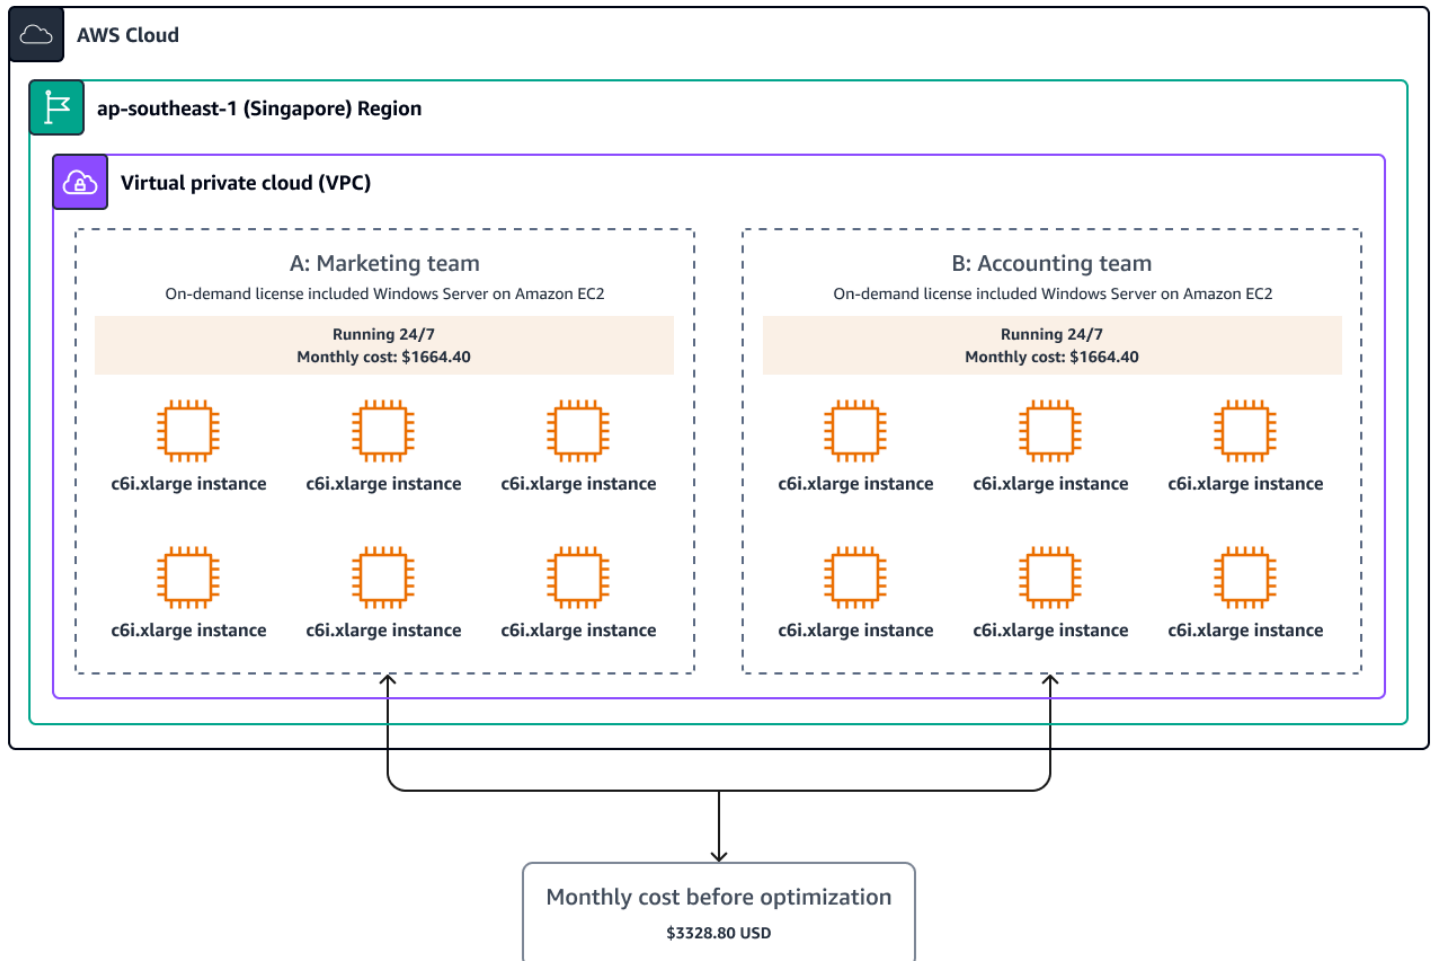 AWS Cloud
ap-southeast-1 (Singapore) Region
Virtual private cloud (VPC)
A: Marketing team
On-demand license included Windows Server on Amazon EC2
Running 24/7
Monthly cost: $1664.40
c6i.xlarge instance
c6i.xlarge instance
c6i.xlarge instance
c6i.xlarge instance
c6i.xlarge instance
c6i.xlarge instance
B: Accounting team
On-demand license included Windows Server on Amazon EC2
Running 24/7
Monthly cost: $1664.40
c6i.xlarge instance
c6i.xlarge instance
c6i.xlarge instance
c6i.xlarge instance
c6i.xlarge instance
c6i.xlarge instance
Monthly cost before optimization
$3328.80 USD